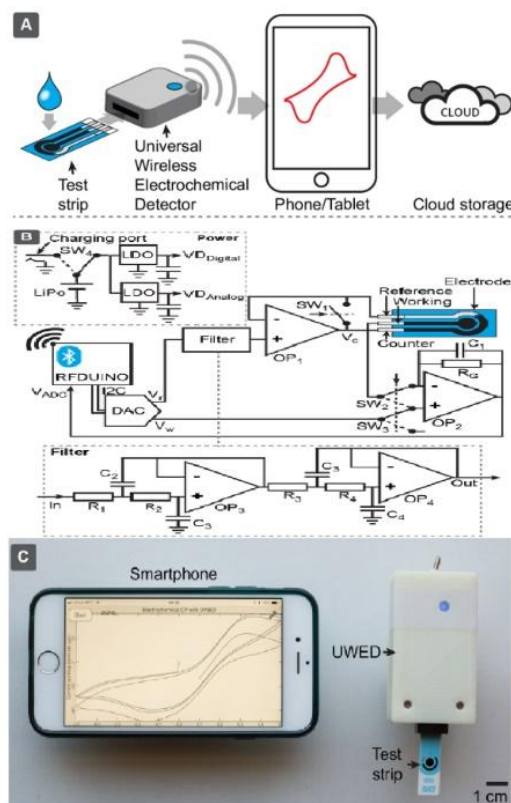 A
Test
strip
Universal
Wireless
Electrochemical
Detector
Phone/Tablet
CLOUD
Cloud storage
B
Charging port
Power
SW4
LDO
VDDigital
LiPo
LDO
VDAnalog
Electrode
Reference
Working
Counter
SW1
Vc
Filter
OP1
RFDUINO
I2C
VADC
DAC
Vr
Vw
C1
RG
SW2
SW3
OP2
Filter
C2
In
R1
R2
C3
OP3
R3
C3
R4
C4
OP4
Out
C
Smartphone
UWED
Test
strip
1 cm